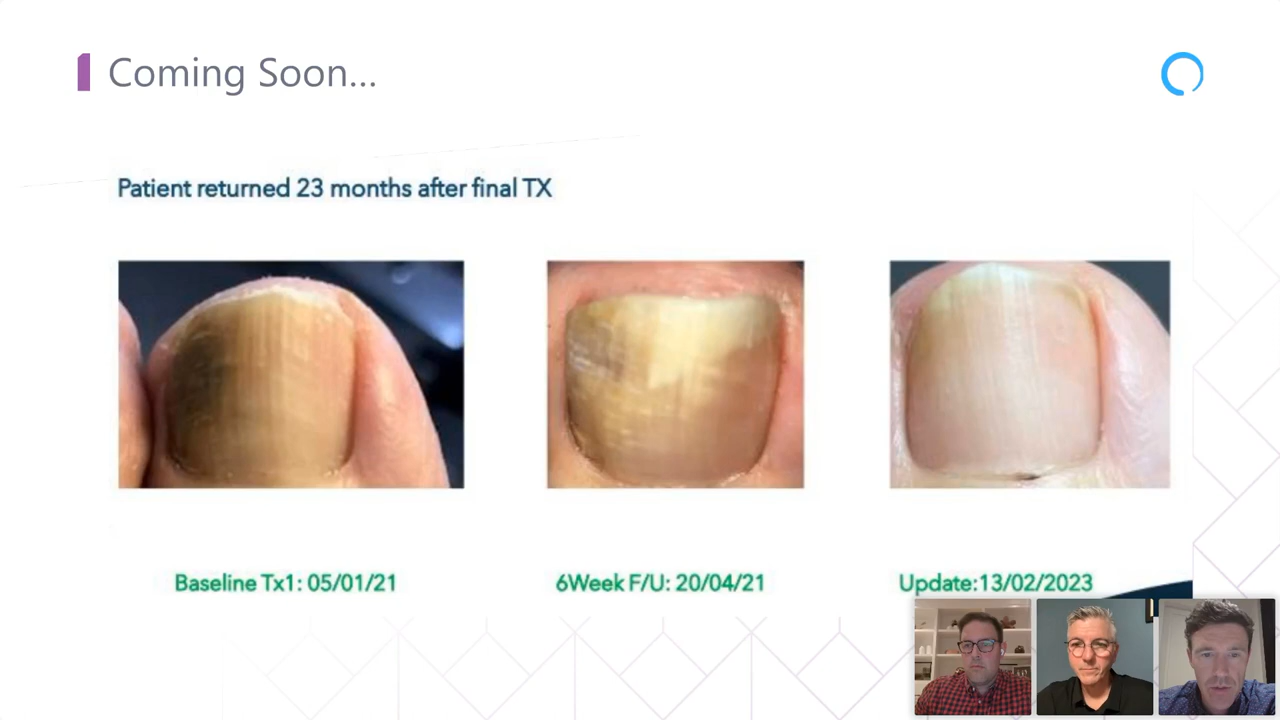 Coming Soon...
Patient returned 23 months after final TX
Baseline Tx1: 05/01/21
6Week F/U: 20/04/21
Update:13/02/2023